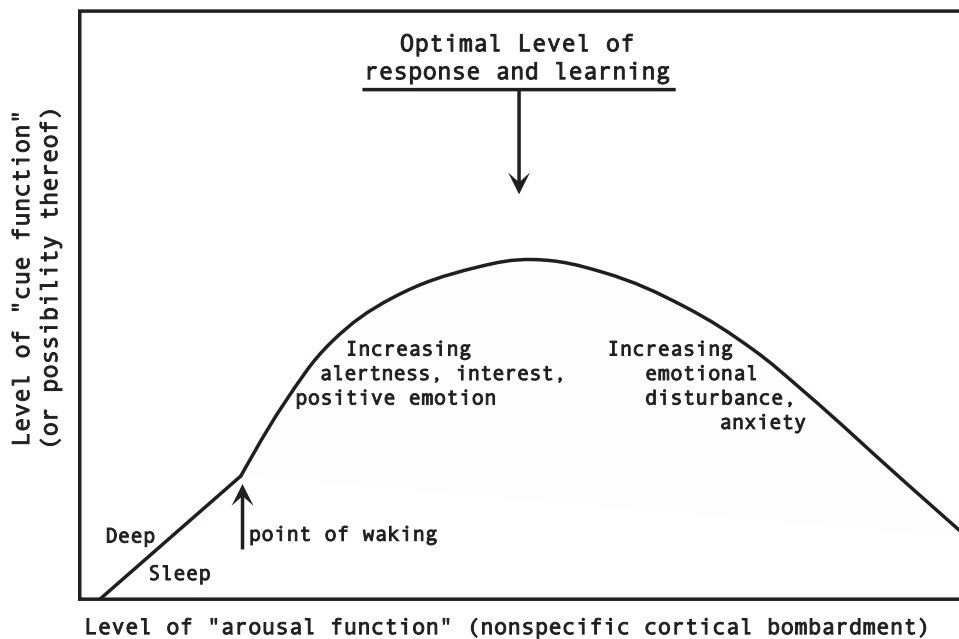 Optimal Level of
response and learning
Level of "cue function"
(or possibility thereof)
Increasing
alertness, interest,
positive emotion
Increasing
emotional
disturbance,
anxiety
Deep
Sleep
point of waking
Level of "arousal function" (nonspecific cortical bombardment)